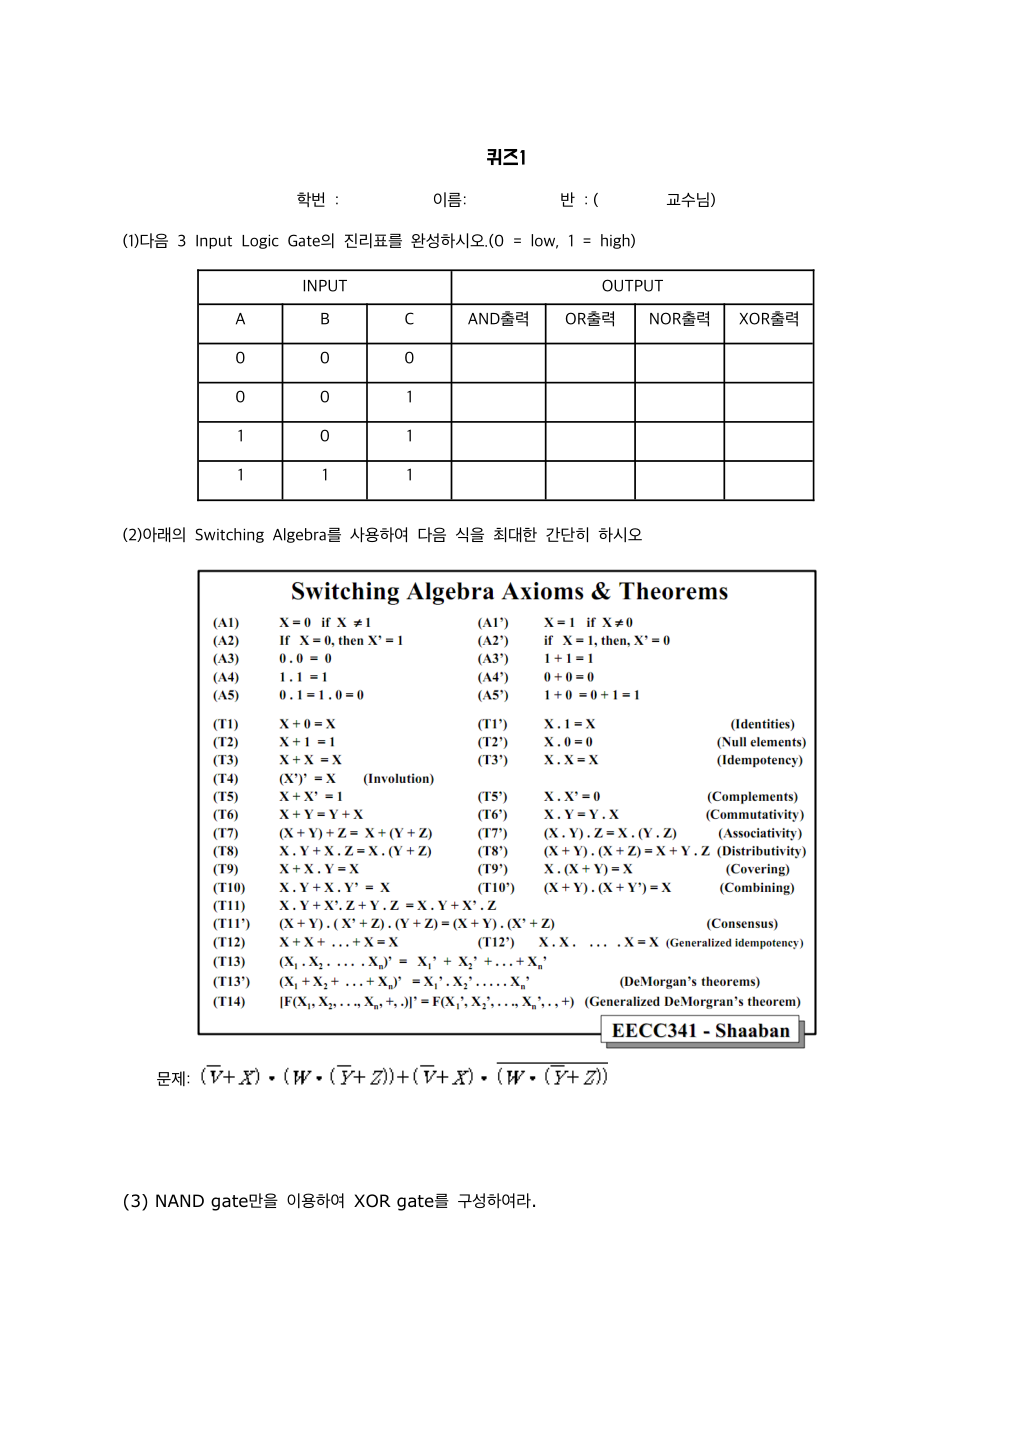 퀴즈1
학번 : 이름: 반 : ( 교수님)
(1)다음 3 Input Logic Gate의 진리표를 완성하시오.(0 = low, 1 = high)
INPUT OUTPUT
A B C AND출력 OR출력 NOR출력 XOR출력
0 0 0
0 0 1
1 0 1
1 1 1
(2)아래의 Switching Algebra를 사용하여 다음 식을 최대한 간단히 하시오
Switching Algebra Axioms & Theorems
(A1) X = 0 if X ≠ 1 (A1’) X = 1 if X ≠ 0
(A2) If X = 0, then X’ = 1 (A2’) if X = 1, then, X’ = 0
(A3) 0 . 0 = 0 (A3’) 1 + 1 = 1
(A4) 1 . 1 = 1 (A4’) 0 + 0 = 0
(A5) 0 . 1 = 1 . 0 = 0 (A5’) 1 + 0 = 0 + 1 = 1
(T1) X + 0 = X (T1’) X . 1 = X (Identities)
(T2) X + 1 = 1 (T2’) X . 0 = 0 (Null elements)
(T3) X + X = X (T3’) X . X = X (Idempotency)
(T4) (X’)’ = X (Involution)
(T5) X + X’ = 1 (T5’) X . X’ = 0 (Complements)
(T6) X + Y = Y + X (T6’) X . Y = Y . X (Commutativity)
(T7) (X + Y) + Z = X + (Y + Z) (T7’) (X . Y) . Z = X . (Y . Z) (Associativity)
(T8) X . Y + X . Z = X . (Y + Z) (T8’) (X + Y) . (X + Z) = X + Y . Z (Distributivity)
(T9) X + X . Y = X (T9’) X . (X + Y) = X (Covering)
(T10) X . Y + X . Y’ = X (T10’) (X + Y) . (X + Y’) = X (Combining)
(T11) X . Y + X’. Z + Y . Z = X . Y + X’ . Z
(T11’) (X + Y) . ( X’ + Z) . (Y + Z) = (X + Y) . (X’ + Z) (Consensus)
(T12) X + X + . . . + X = X (T12’) X . X . . . . . X = X (Generalized idempotency)
(T13) (X₁ . X₂ . . . . . Xₙ)’ = X₁’ + X₂’ + . . . + Xₙ’
(T13’) (X₁ + X₂ + . . . + Xₙ)’ = X₁’ . X₂’ . . . . . Xₙ’ (DeMorgan’s theorems)
(T14) [F(X₁, X₂, . . ., Xₙ, +, .)]’ = F(X₁’, X₂’, . . ., Xₙ’, . , +) (Generalized DeMorgran’s theorem)
EECC341 - Shaaban
문제: (V̅+X)•(W•(Y̅+Z))+(V̅+X)•\overline{(W•(Y̅+Z))}
(3) NAND gate만을 이용하여 XOR gate를 구성하여라.